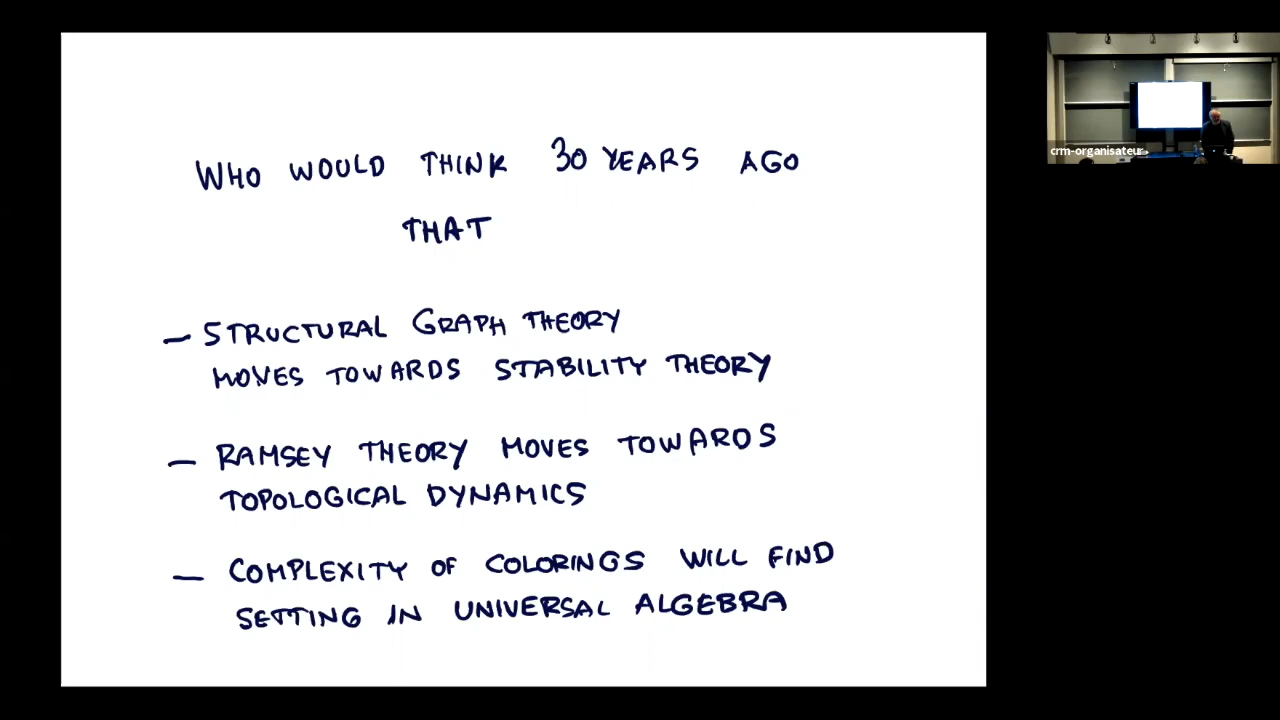 WHO WOULD THINK 30 YEARS AGO
THAT
— STRUCTURAL GRAPH THEORY
MOVES TOWARDS STABILITY THEORY
— RAMSEY THEORY MOVES TOWARDS
TOPOLOGICAL DYNAMICS
— COMPLEXITY OF COLORINGS WILL FIND
SETTING IN UNIVERSAL ALGEBRA
crm-organisateur